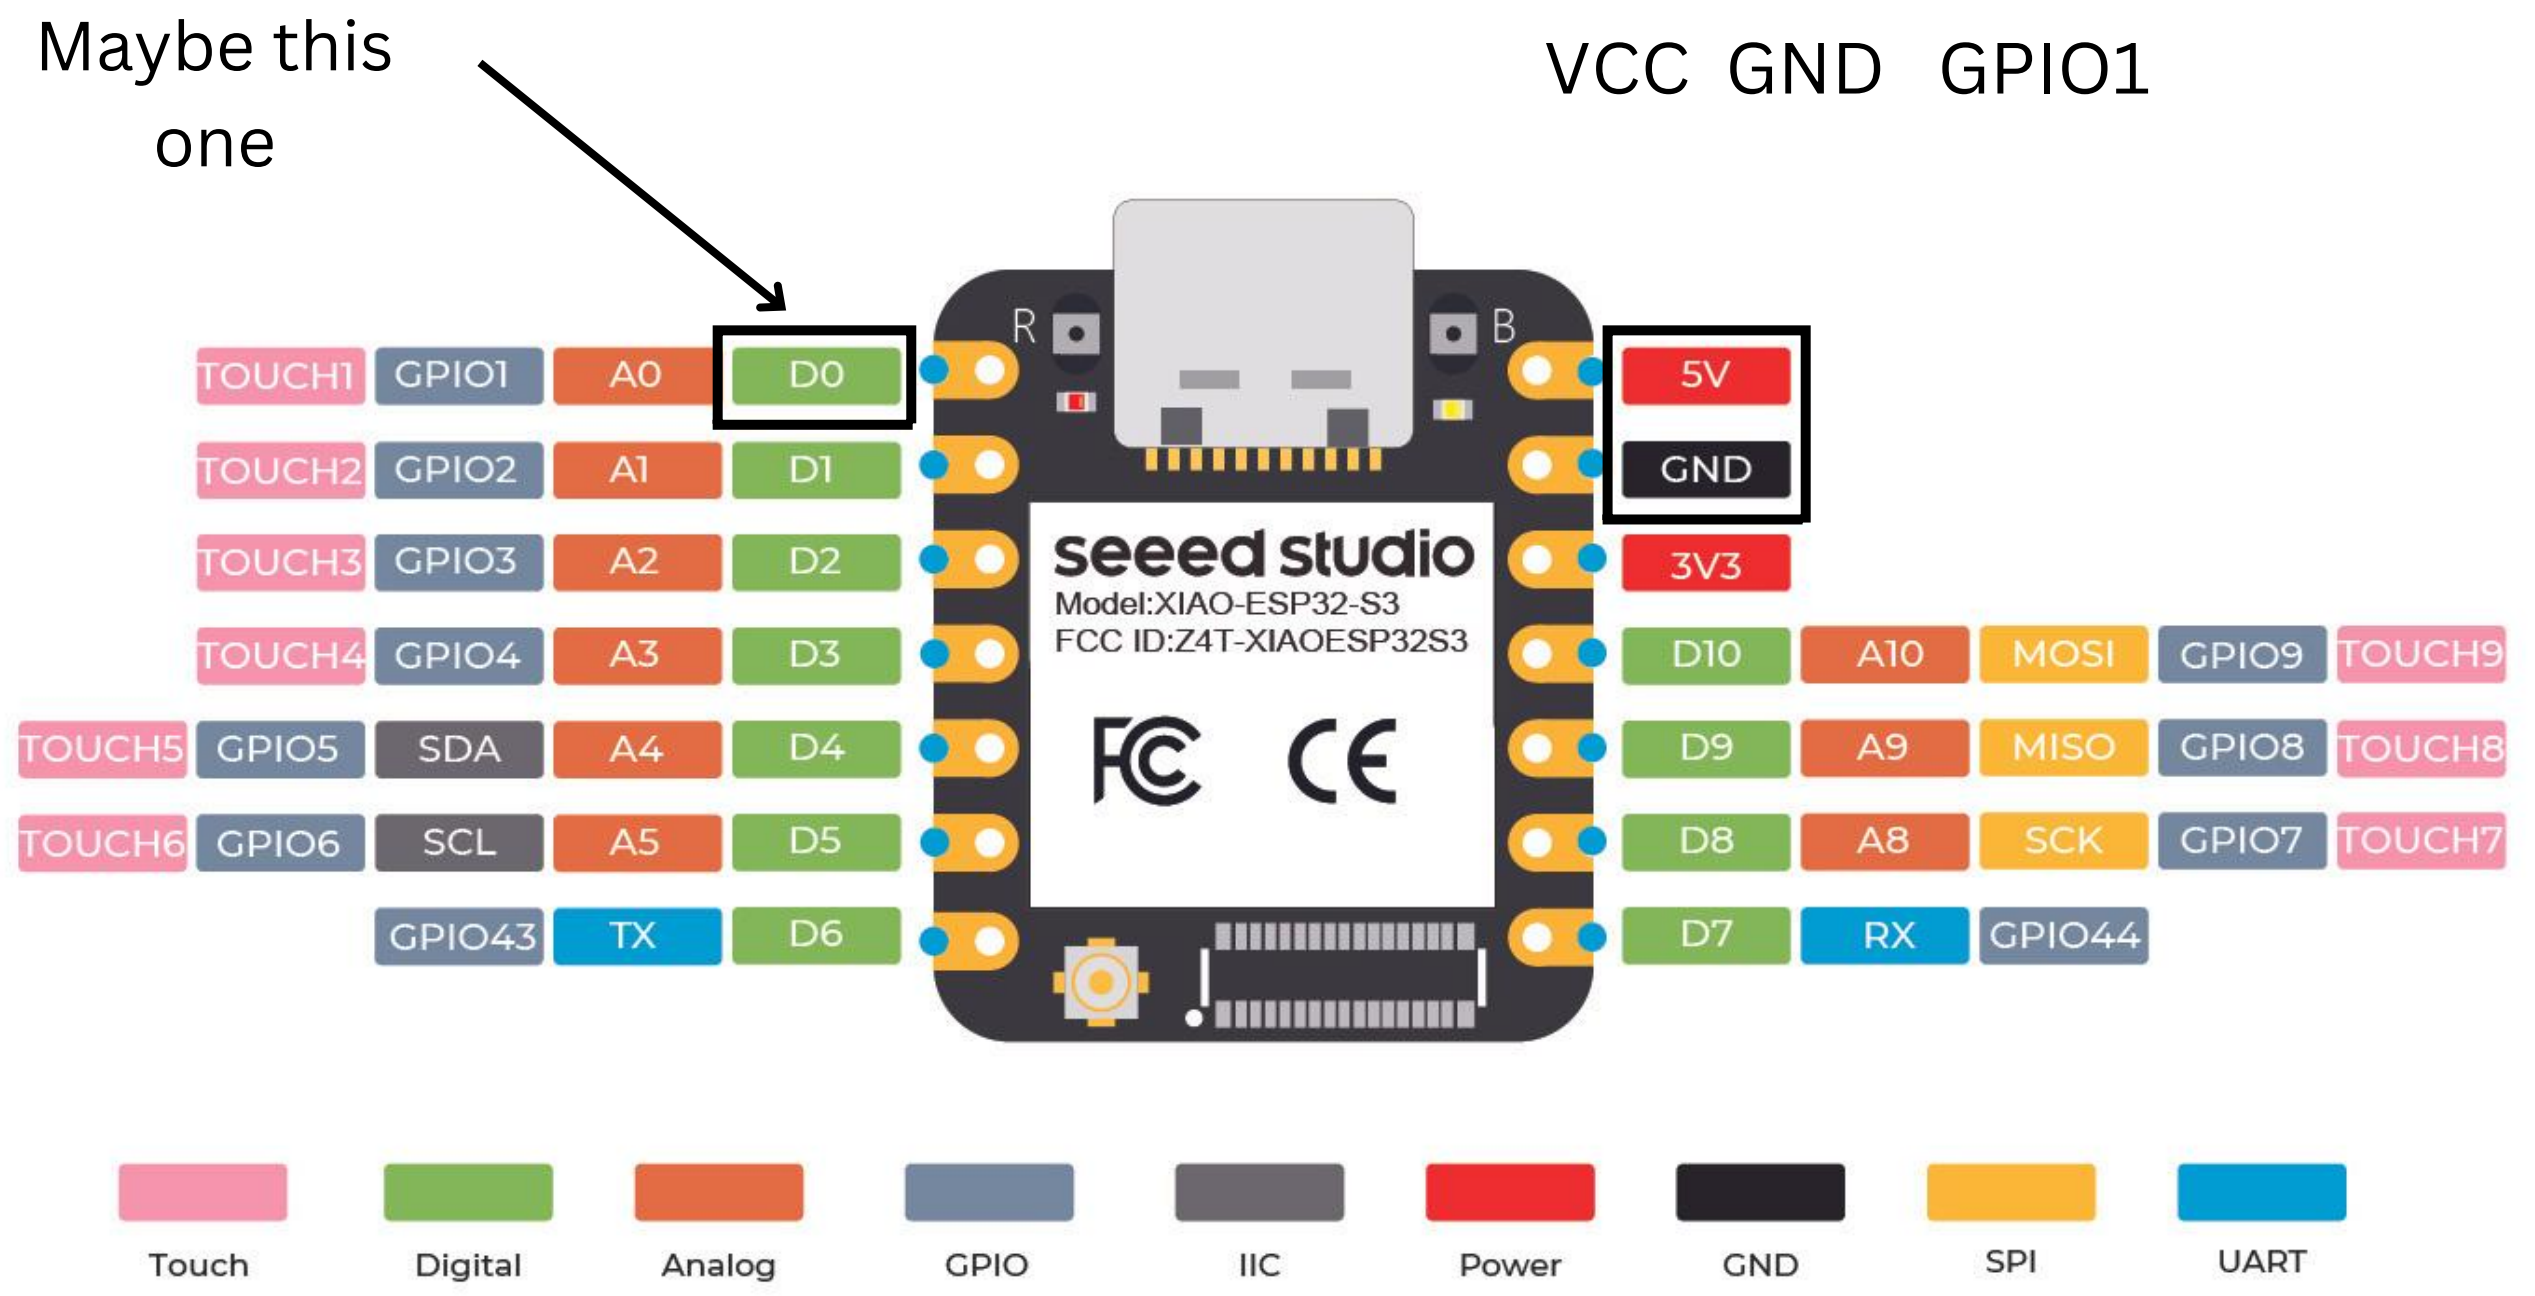 Maybe this
one
VCC GND GPIO1
R
B
TOUCH1 GPIO1 A0 D0
5V
TOUCH2 GPIO2 A1 D1
GND
TOUCH3 GPIO3 A2 D2
3V3
TOUCH4 GPIO4 A3 D3
D10 A10 MOSI GPIO9 TOUCH9
TOUCH5 GPIO5 SDA A4 D4
D9 A9 MISO GPIO8 TOUCH8
TOUCH6 GPIO6 SCL A5 D5
D8 A8 SCK GPIO7 TOUCH7
GPIO43 TX D6
D7 RX GPIO44
seeed studio
Model:XIAO-ESP32-S3
FCC ID:Z4T-XIAOESP32S3
FC CE
Touch Digital Analog GPIO IIC Power GND SPI UART